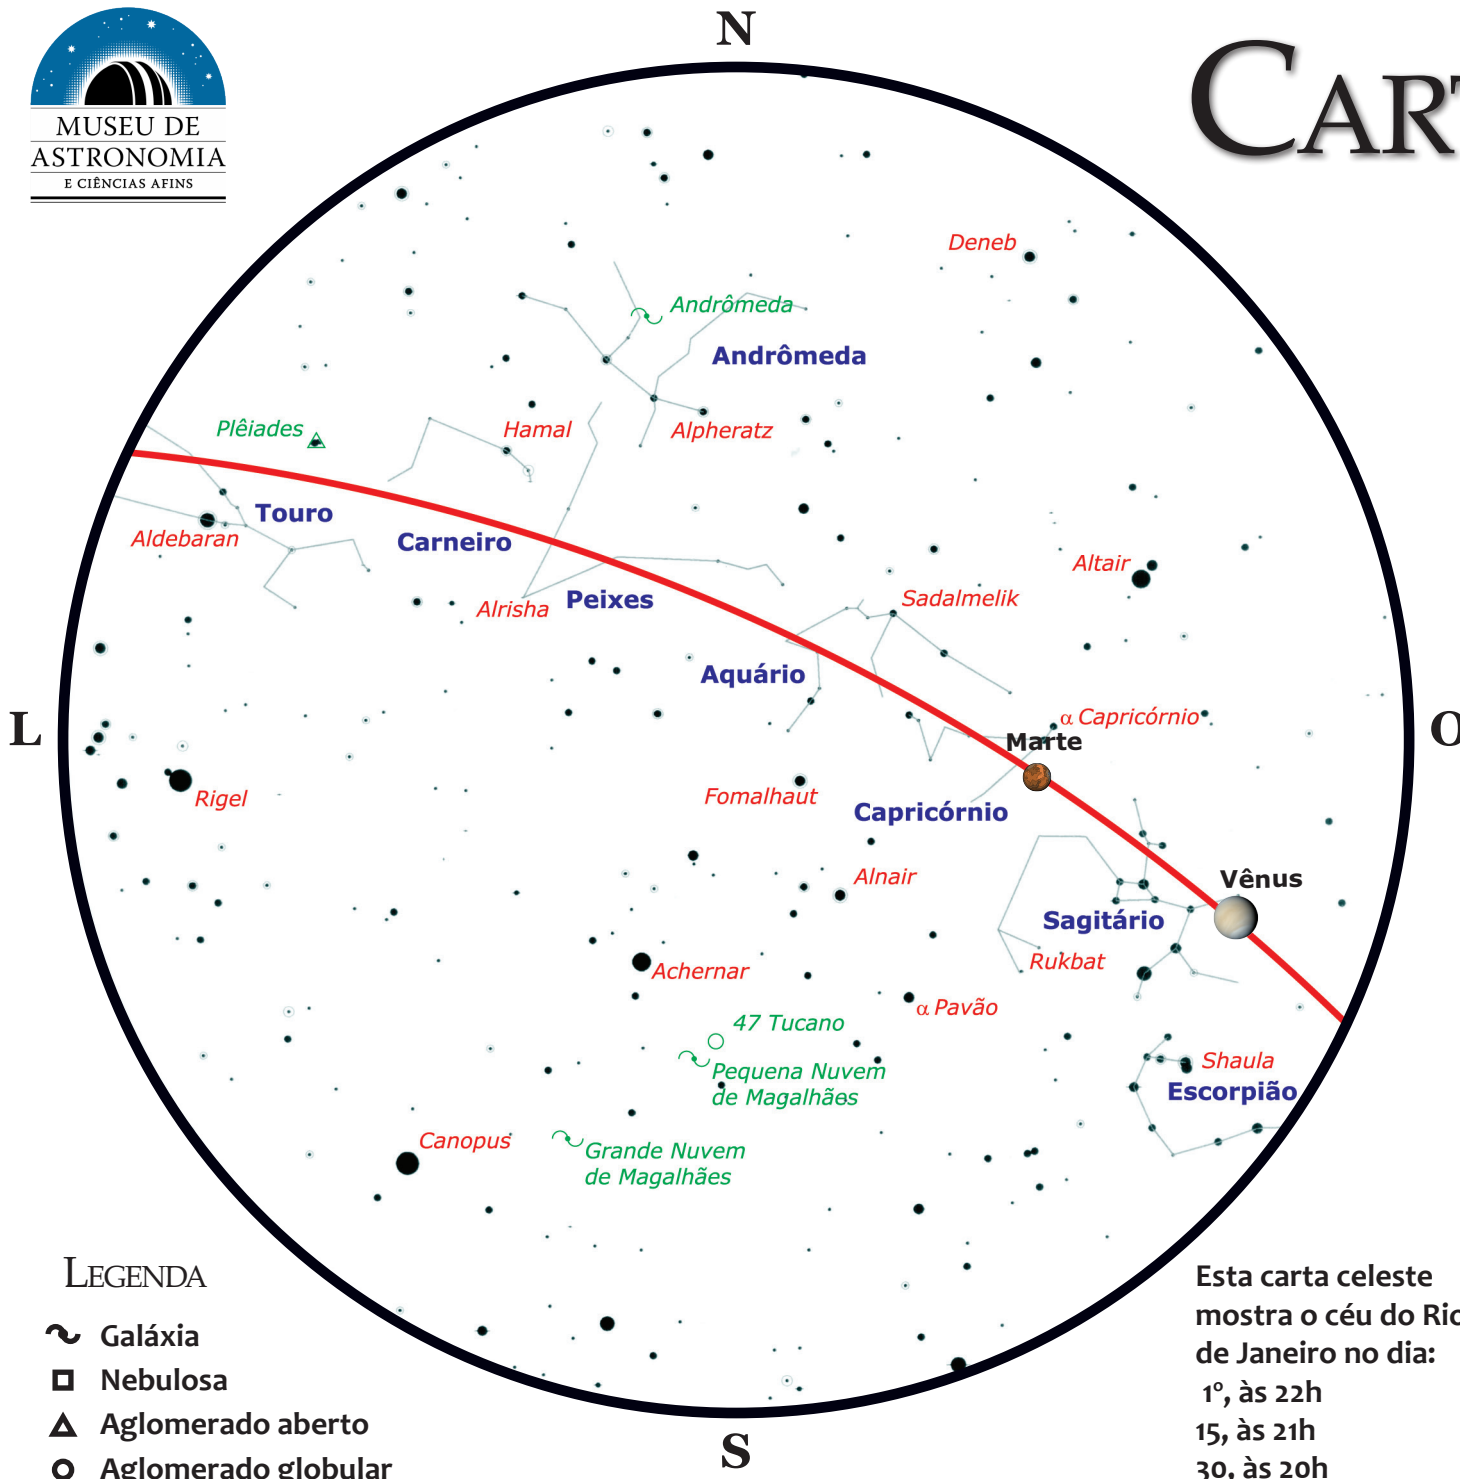 MUSEU DE
ASTRONOMIA
E CIÊNCIAS AFINS
N
CART
Deneb
Andrômeda
Andrômeda
Plêiades
Hamal
Alpheratz
Touro
Aldebaran
Carneiro
Altair
Alrisha
Peixes
Sadalmelik
Aquário
α Capricórnio
L
O
Marte
Rigel
Fomalhaut
Capricórnio
Alnair
Vênus
Sagitário
Rukbat
Achernar
α Pavão
47 Tucano
Pequena Nuvem
de Magalhães
Shaula
Escorpião
Canopus
Grande Nuvem
de Magalhães
S
LEGENDA
Galáxia
Nebulosa
Aglomerado aberto
Aglomerado globular
Esta carta celeste
mostra o céu do Rio
de Janeiro no dia:
1º, às 22h
15, às 21h
30, às 20h